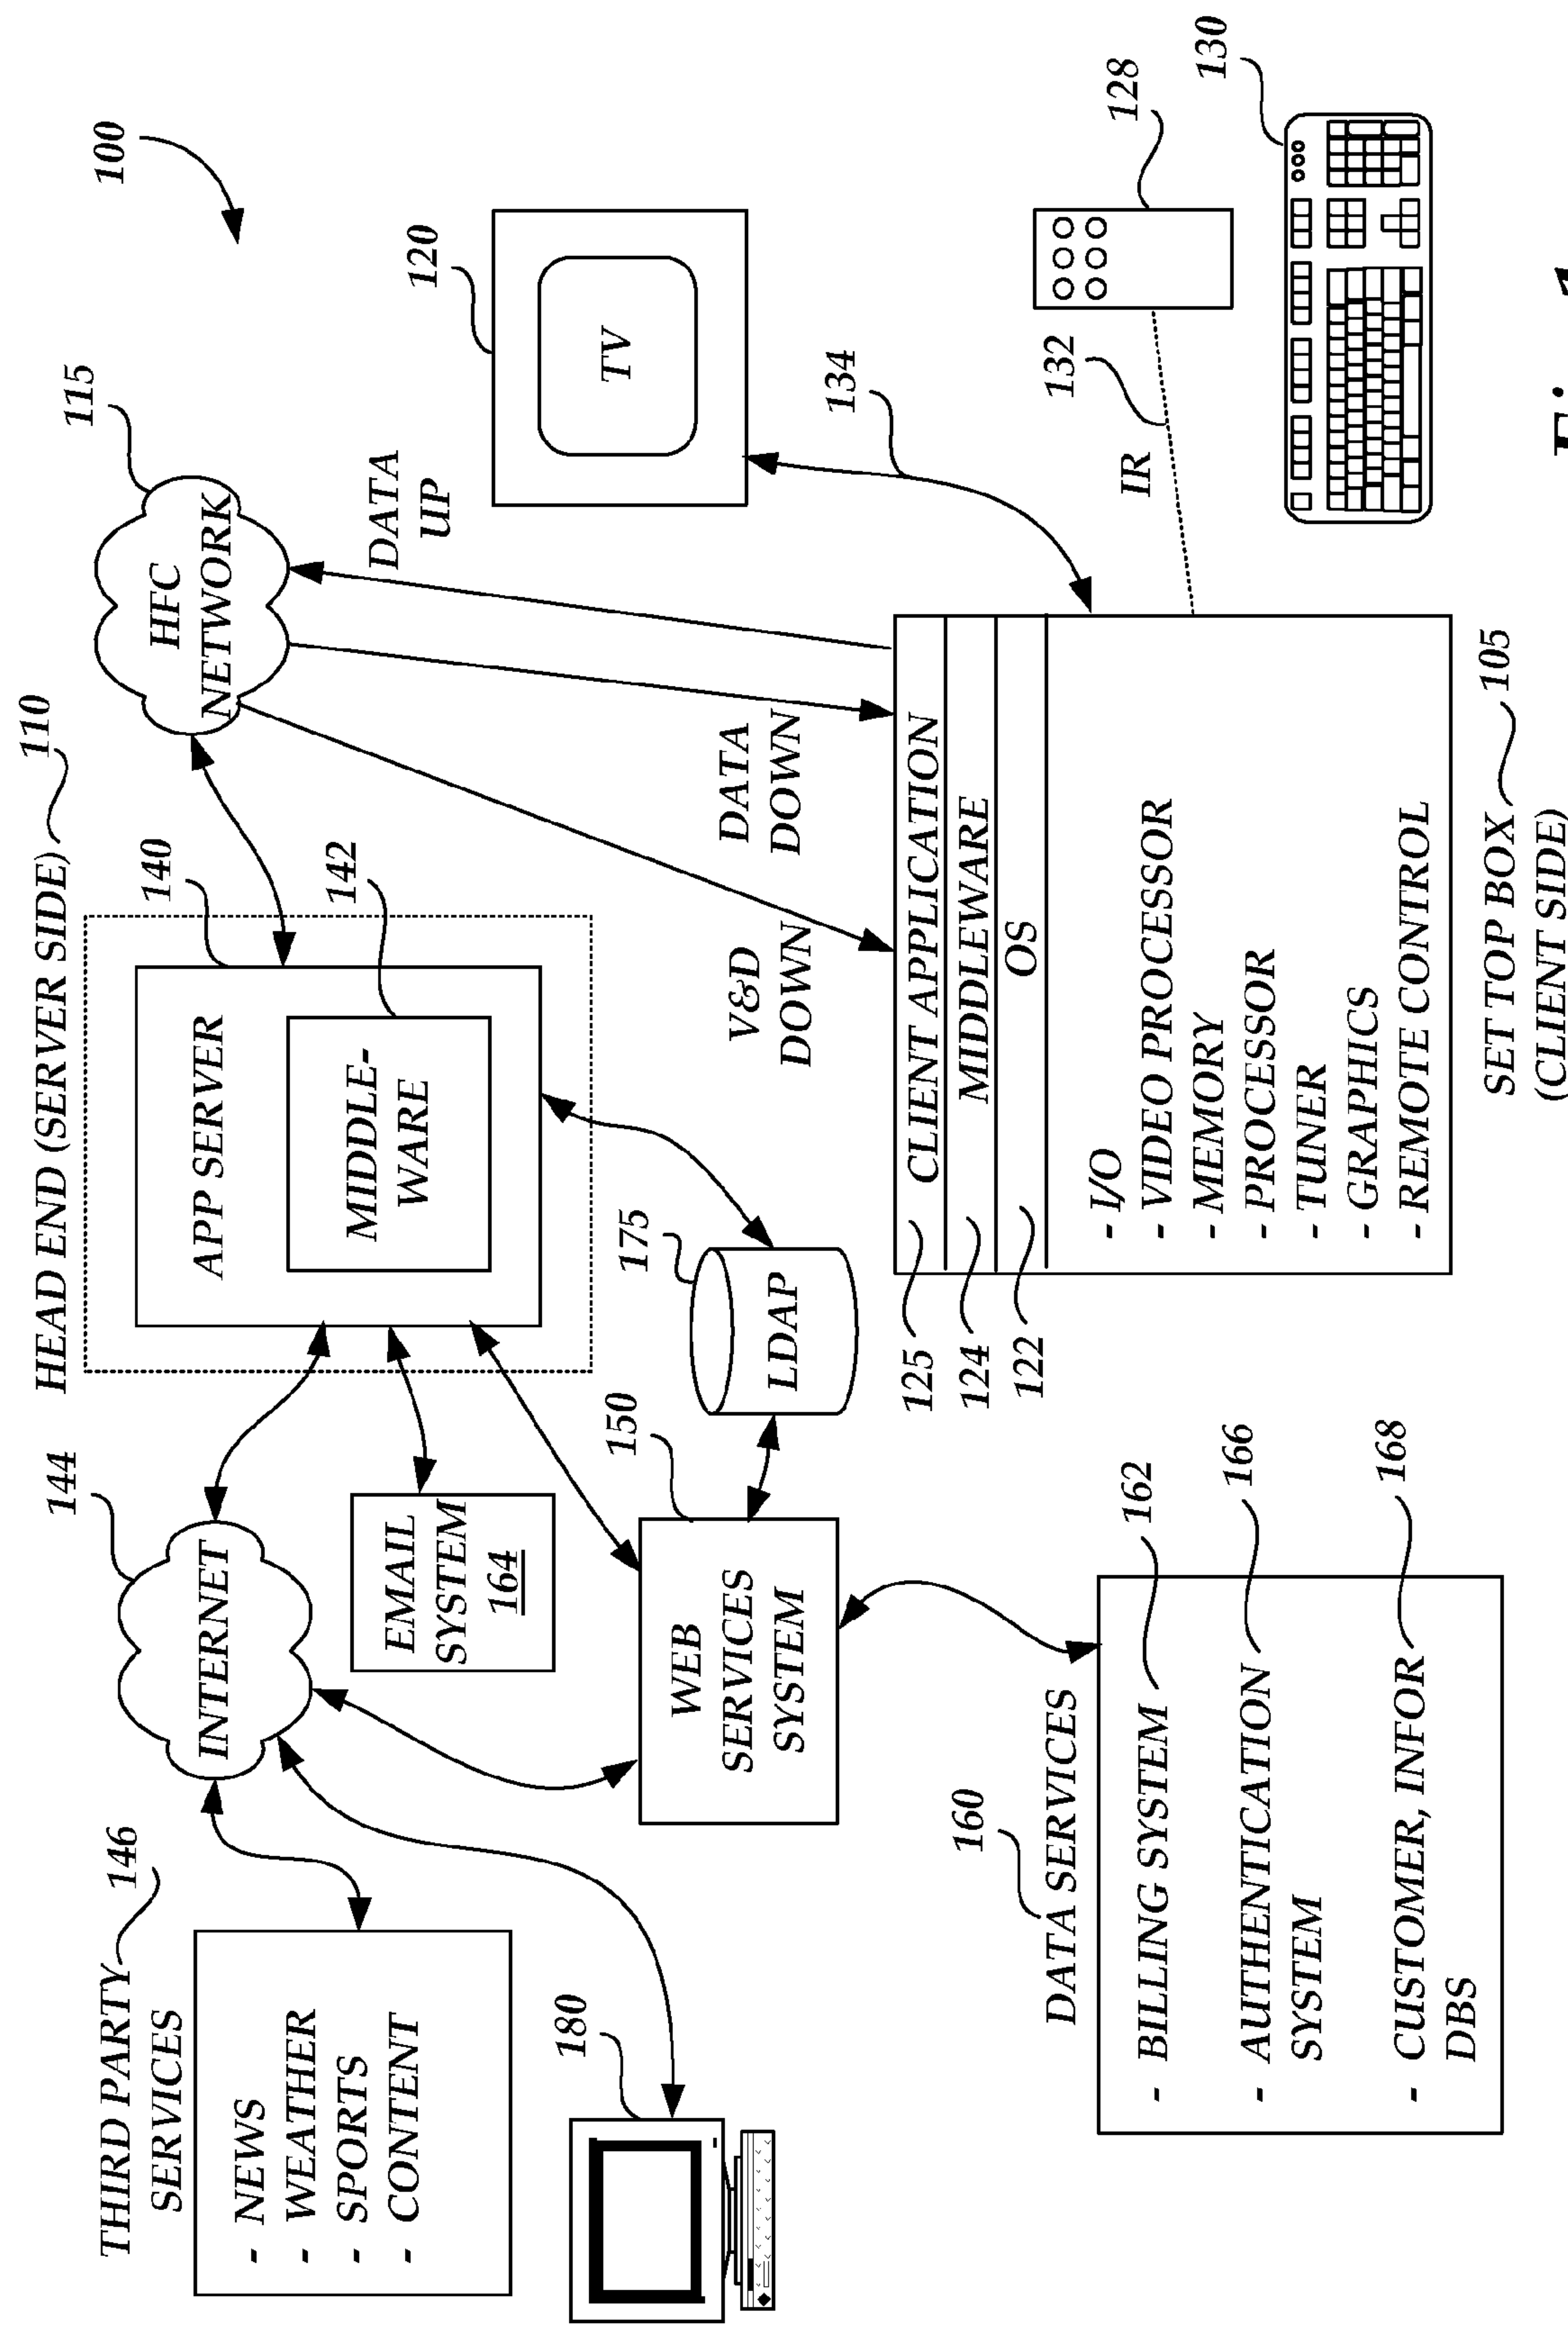 100
HEAD END (SERVER SIDE)
110
115
HFC
NETWORK
140
APP SERVER
142
MIDDLE-
WARE
144
INTERNET
THIRD PARTY
SERVICES
146
- NEWS
- WEATHER
- SPORTS
- CONTENT
EMAIL
SYSTEM
164
180
150
WEB
SERVICES
SYSTEM
175
LDAP
DATA
UP
DATA
DOWN
V&D
DOWN
120
TV
134
132
IR
128
130
125
CLIENT APPLICATION
124
MIDDLEWARE
122
OS
- I/O
- VIDEO PROCESSOR
- MEMORY
- PROCESSOR
- TUNER
- GRAPHICS
- REMOTE CONTROL
SET TOP BOX
105
(CLIENT SIDE)
160
DATA SERVICES
- BILLING SYSTEM
162
- AUTHENTICATION
SYSTEM
166
- CUSTOMER, INFOR
DBS
168